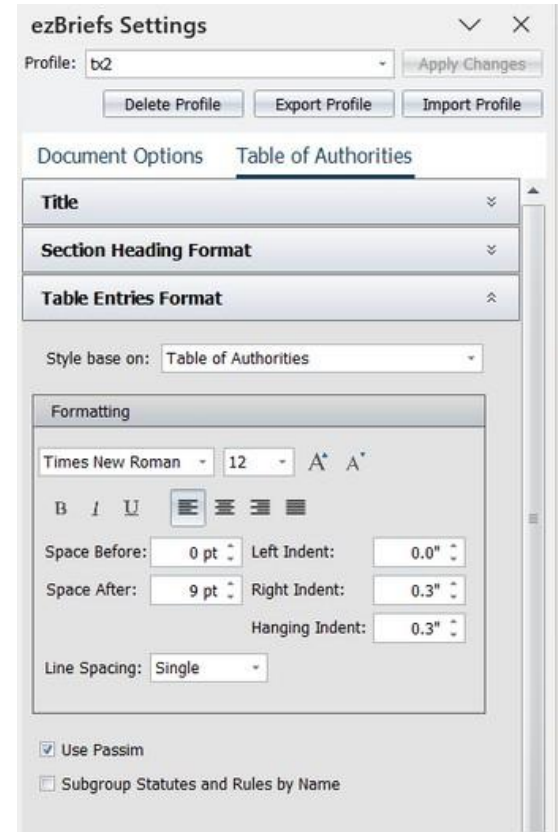 ezBriefs Settings
Profile: tx2 Apply Changes
Delete Profile Export Profile Import Profile
Document Options Table of Authorities
Title
Section Heading Format
Table Entries Format
Style base on: Table of Authorities
Formatting
Times New Roman 12 A A
B I U
Space Before: 0 pt Left Indent: 0.0"
Space After: 9 pt Right Indent: 0.3"
Hanging Indent: 0.3"
Line Spacing: Single
Use Passim
Subgroup Statutes and Rules by Name